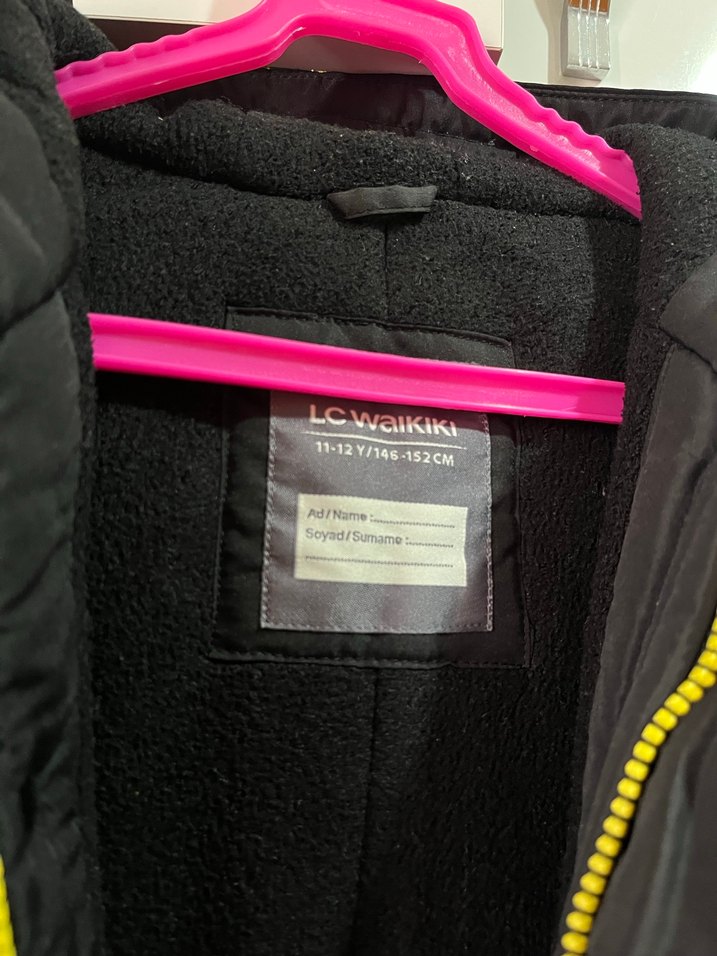 LC WAIKIKI
11-12 Y/146-152 CM
Ad/Name :........................
Soyad/Surname :..............
..........................................